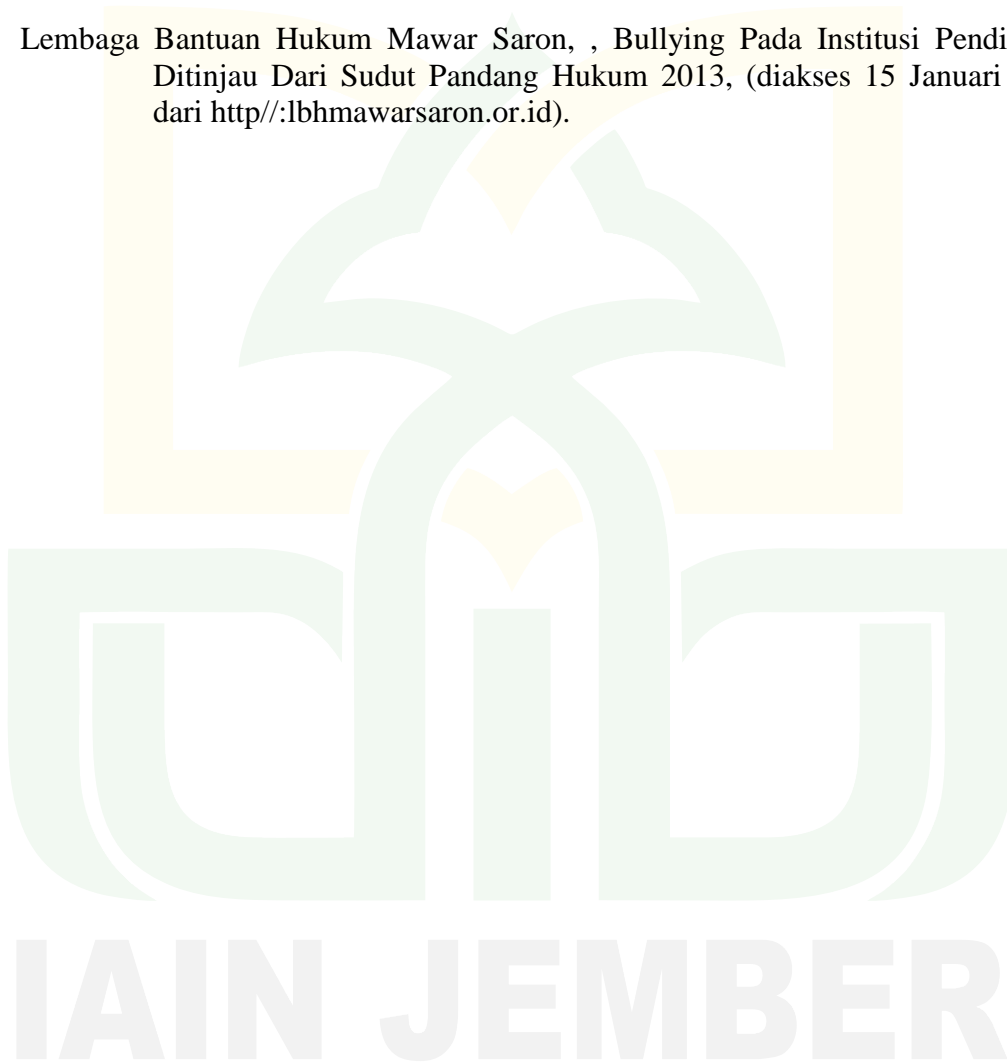 Lembaga Bantuan Hukum Mawar Saron, , Bullying Pada Institusi Pendi
Ditinjau Dari Sudut Pandang Hukum 2013, (diakses 15 Januari
dari http//:lbhmawarsaron.or.id).
IAIN JEMBER